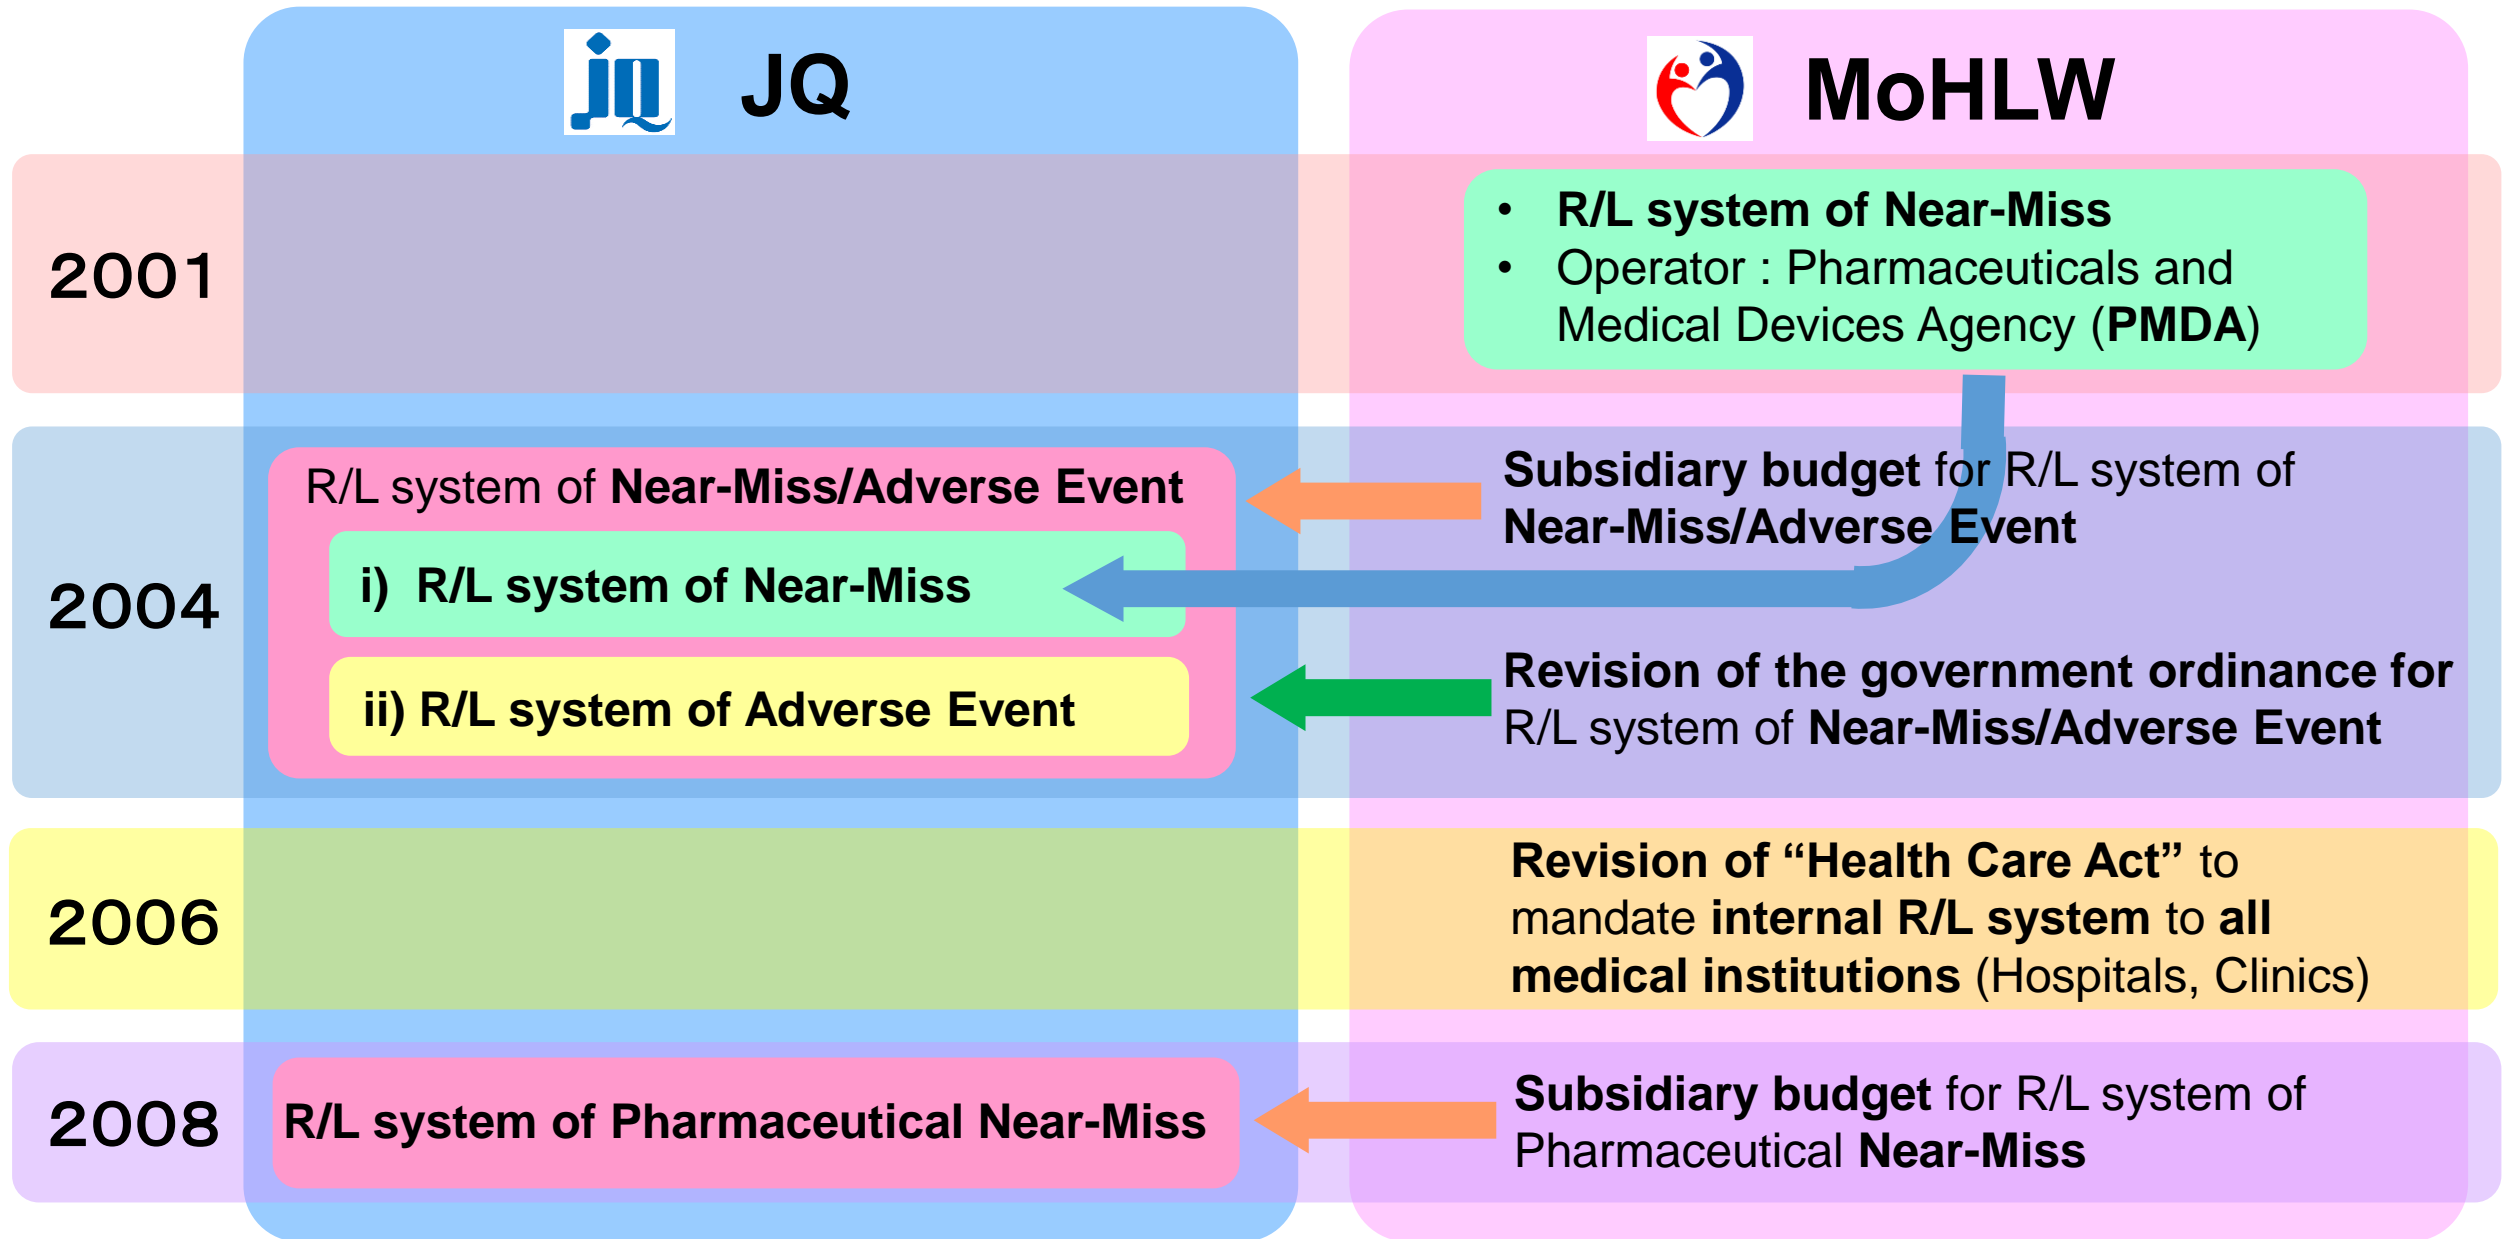 jq
JQ
MoHLW
2001
• R/L system of Near-Miss
• Operator : Pharmaceuticals and
Medical Devices Agency (PMDA)
2004
R/L system of Near-Miss/Adverse Event
i) R/L system of Near-Miss
ii) R/L system of Adverse Event
Subsidiary budget for R/L system of
Near-Miss/Adverse Event
Revision of the government ordinance for
R/L system of Near-Miss/Adverse Event
2006
Revision of “Health Care Act” to
mandate internal R/L system to all
medical institutions (Hospitals, Clinics)
2008
R/L system of Pharmaceutical Near-Miss
Subsidiary budget for R/L system of
Pharmaceutical Near-Miss